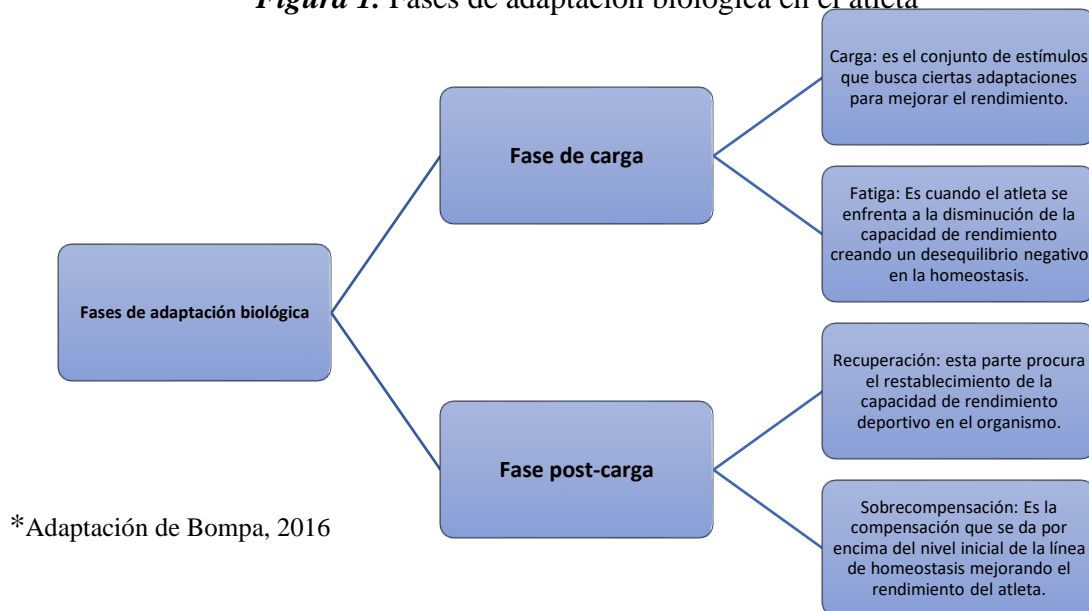 Figura 1. Fases de adaptación biológica en el atleta
Carga: es el conjunto de estímulos
que busca ciertas adaptaciones
para mejorar el rendimiento.
Fase de carga
Fatiga: Es cuando el atleta se
enfrenta a la disminución de la
capacidad de rendimiento
creando un desequilibrio negativo
en la homeostasis.
Fases de adaptación biológica
Recuperación: esta parte procura
el restablecimiento de la
capacidad de rendimiento
deportivo en el organismo.
Fase post-carga
Sobrecompensación: Es la
compensación que se da por
encima del nivel inicial de la línea
de homeostasis mejorando el
rendimiento del atleta.
*Adaptación de Bompa, 2016